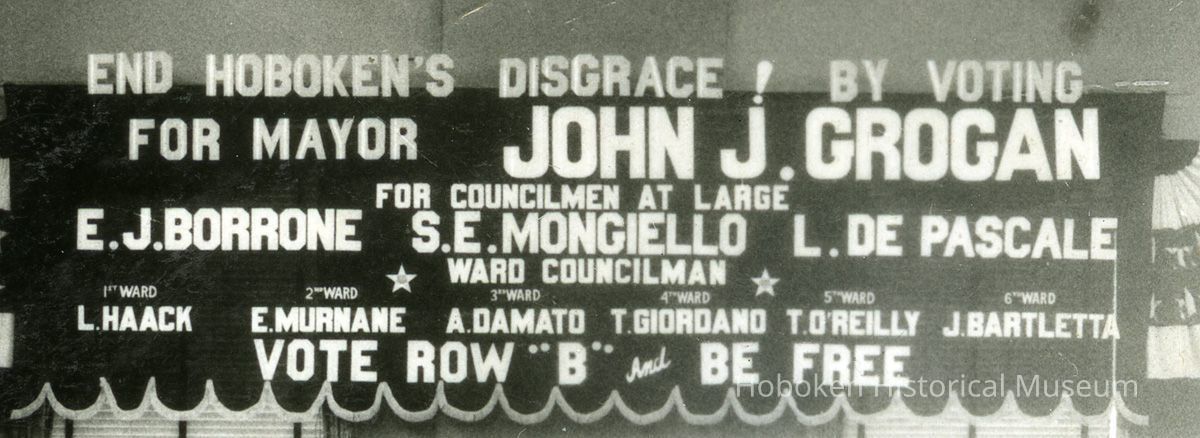 END HOBOKEN'S DISGRACE! BY VOTING
FOR MAYOR JOHN J. GROGAN
FOR COUNCILMEN AT LARGE
E.J.BORRONE S.E.MONGIELLO L.DE PASCALE
WARD COUNCILMAN
1ST WARD 2ND WARD 3RD WARD 4TH WARD 5TH WARD 6TH WARD
L.HAACK E.MURNANE A.DAMATO T.GIORDANO T.O'REILLY J.BARTLETTA
VOTE ROW "B" And BE FREE
Hoboken Historical Museum